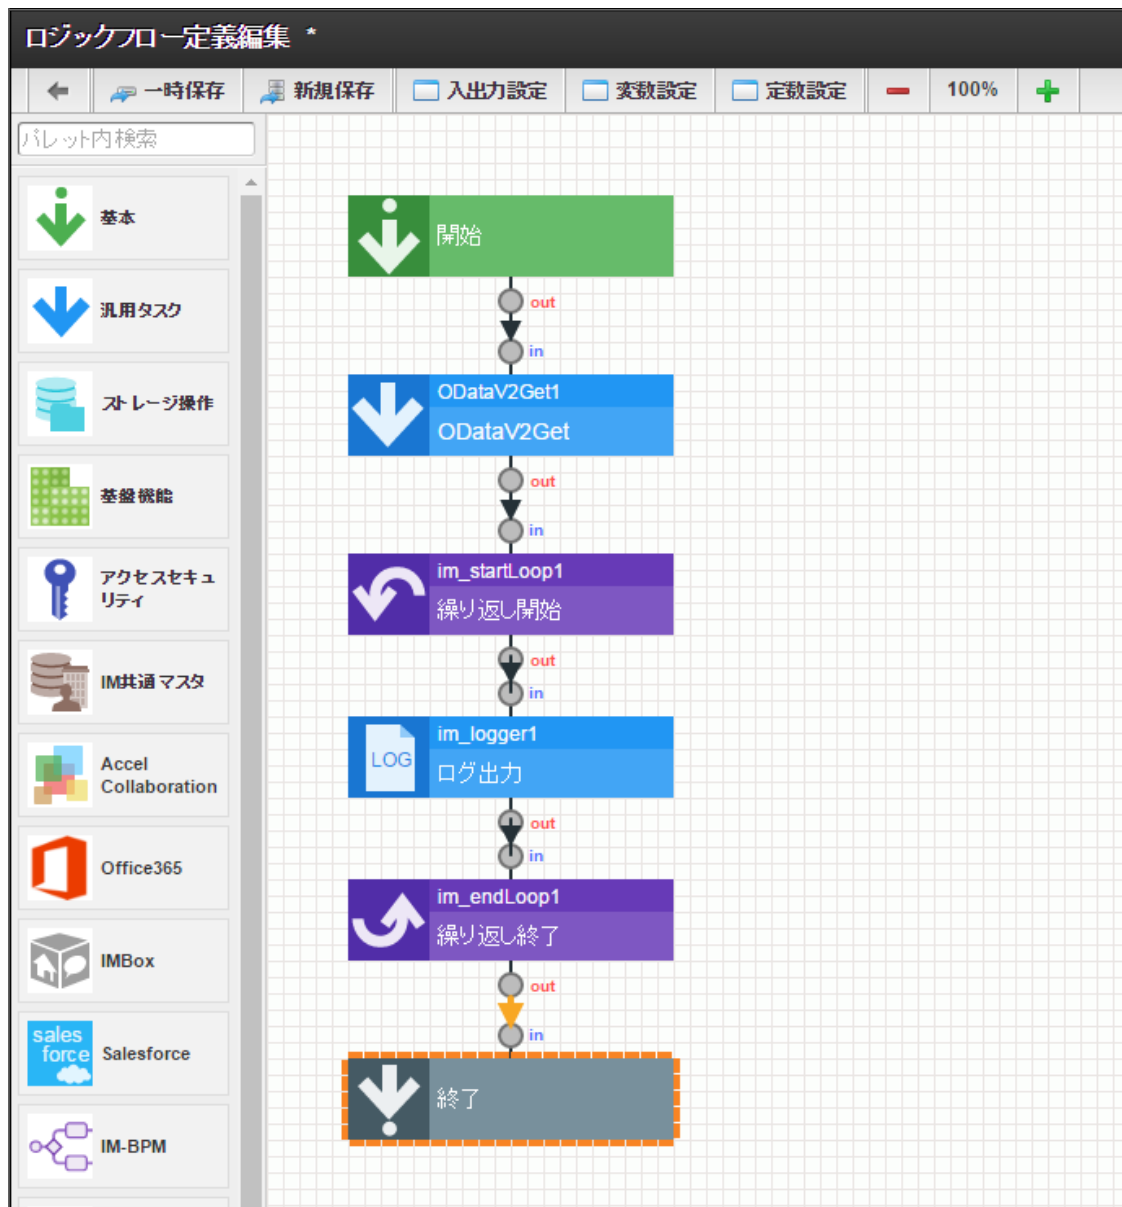 ロジックフロー定義編集 *
一時保存 新規保存 入出力設定 変数設定 定数設定 100%
パレット内検索
基本
汎用タスク
ストレージ操作
基盤機能
アクセスセキュ
リティ
IM共通マスタ
Accel
Collaboration
Office365
IMBox
sales
force
Salesforce
IM-BPM
開始
out
in
ODataV2Get1
ODataV2Get
out
in
im_startLoop1
繰り返し開始
out
in
im_logger1
LOG
ログ出力
out
in
im_endLoop1
繰り返し終了
out
in
終了